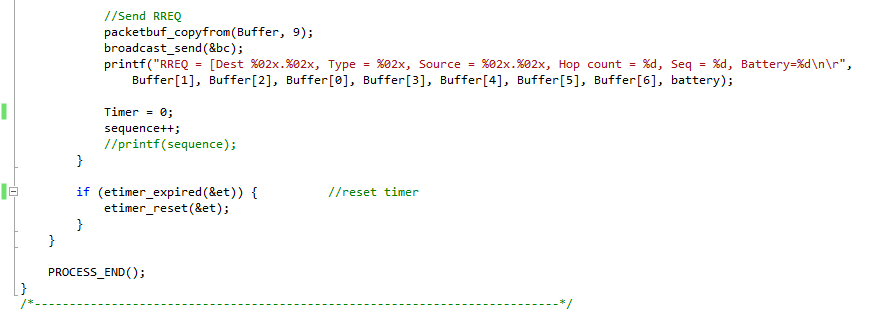 //Send RREQ
packetbuf_copyfrom(Buffer, 9);
broadcast_send(&bc);
printf("RREQ = [Dest %02x.%02x, Type = %02x, Source = %02x.%02x, Hop count = %d, Seq = %d, Battery=%d\n\r",
Buffer[1], Buffer[2], Buffer[0], Buffer[3], Buffer[4], Buffer[5], Buffer[6], battery);
Timer = 0;
sequence++;
//printf(sequence);
}
if (etimer_expired(&et)) { //reset timer
etimer_reset(&et);
}
}
PROCESS_END();
}
/*---------------------------------------------------------------------------*/